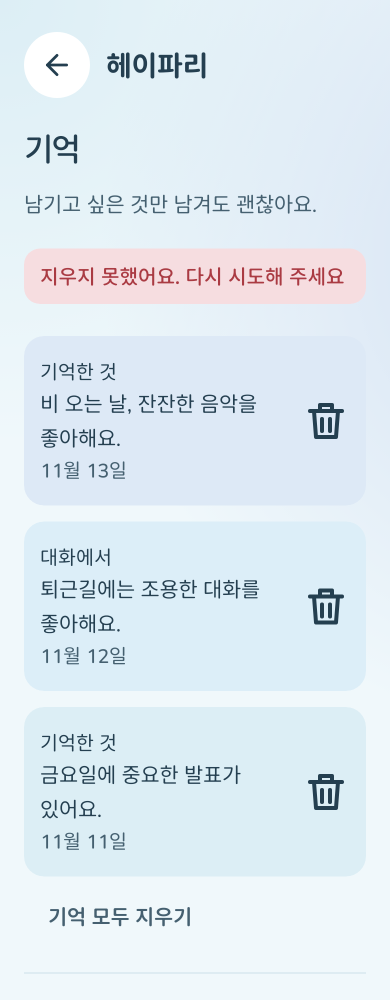 헤이파리
기억
남기고 싶은 것만 남겨도 괜찮아요.
지우지 못했어요. 다시 시도해 주세요
기억한 것
비 오는 날, 잔잔한 음악을
좋아해요.
11월 13일
대화에서
퇴근길에는 조용한 대화를
좋아해요.
11월 12일
기억한 것
금요일에 중요한 발표가
있어요.
11월 11일
기억 모두 지우기